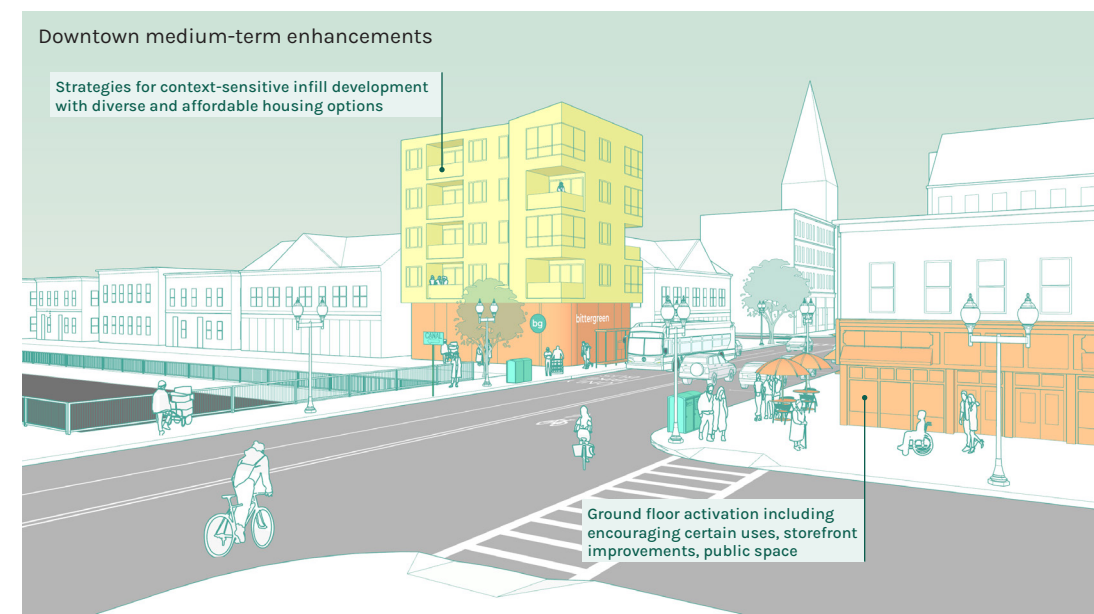 Downtown medium-term enhancements
Strategies for context-sensitive infill development
with diverse and affordable housing options
bg
bittergreen
Ground floor activation including
encouraging certain uses, storefront
improvements, public space